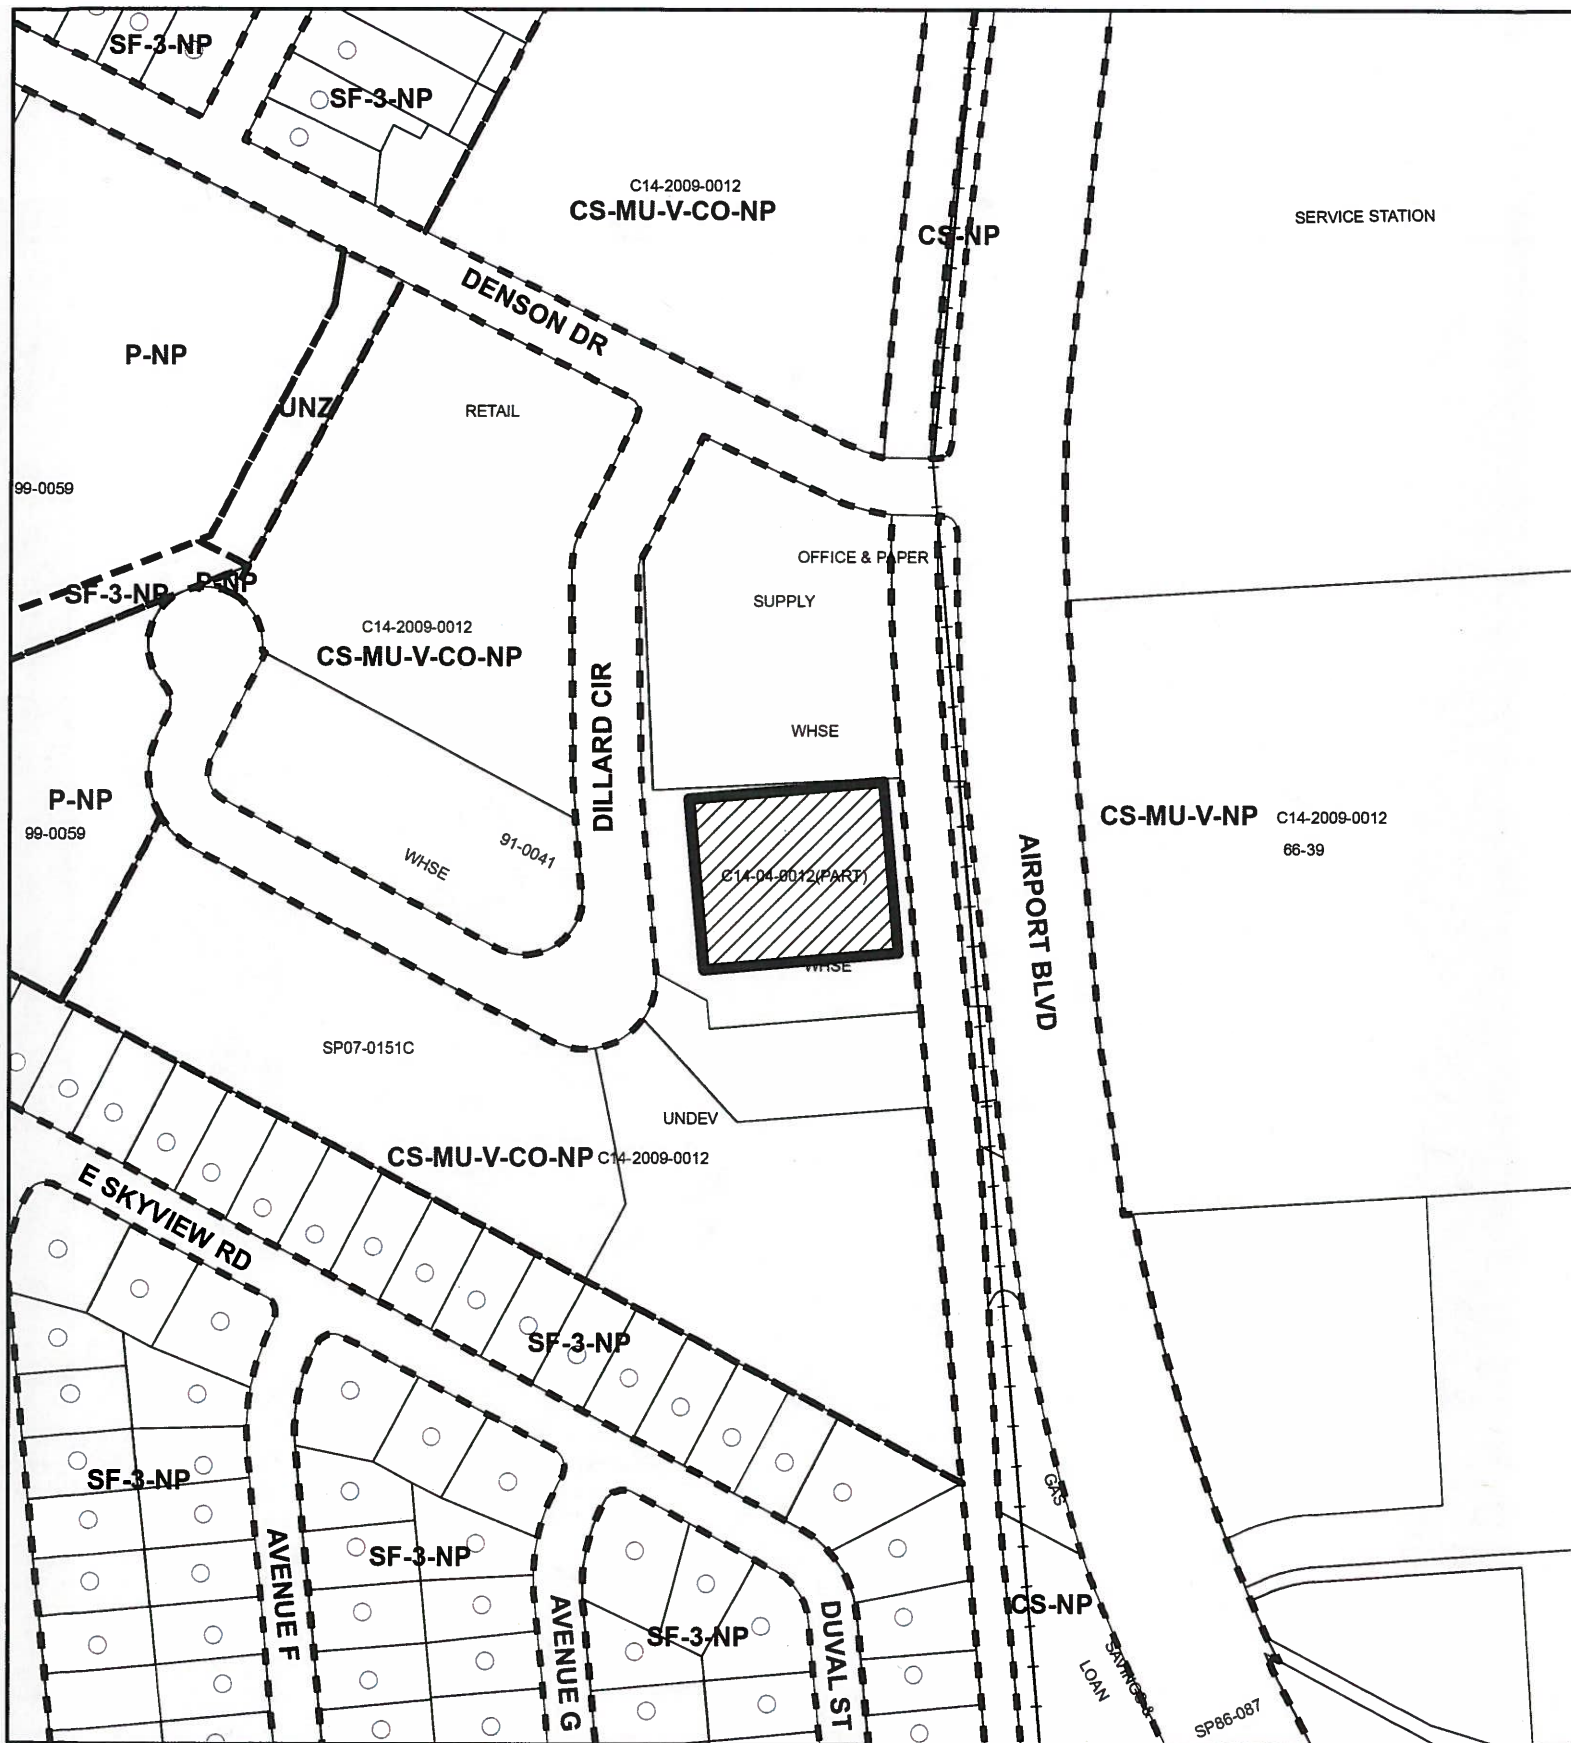 SF-3-NP
SF-3-NP
C14-2009-0012
CS-MU-V-CO-NP
CS-NP
SERVICE STATION
DENSON DR
P-NP
UNZ
RETAIL
99-0059
OFFICE & PAPER
SUPPLY
SF-3-NP
P-NP
C14-2009-0012
CS-MU-V-CO-NP
DILLARD CIR
WHSE
P-NP
99-0059
WHSE
91-0041
C14-04-0012(PART)
CS-MU-V-NP C14-2009-0012
66-39
AIRPORT BLVD
WHSE
SP07-0151C
UNDEV
CS-MU-V-CO-NP C14-2009-0012
E SKYVIEW RD
SF-3-NP
SF-3-NP
GAS
SF-3-NP
AVENUE F
AVENUE G
SF-3-NP
DUVAL ST
CS-NP
SAVINGS &
LOAN
SP86-087